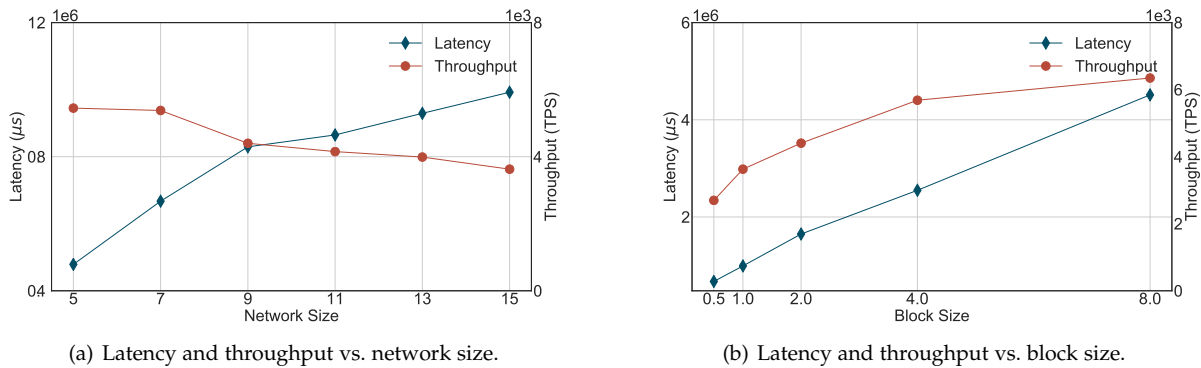 1e6
1e3
12
8
Latency
Throughput
Latency (μs)
08
4
Throughput (TPS)
04
0
5
7
9
11
13
15
Network Size
(a) Latency and throughput vs. network size.
1e6
1e3
6
8
Latency
Throughput
6
4
Latency (μs)
4
Throughput (TPS)
2
2
0
0.5
1.0
2.0
4.0
8.0
Block Size
(b) Latency and throughput vs. block size.